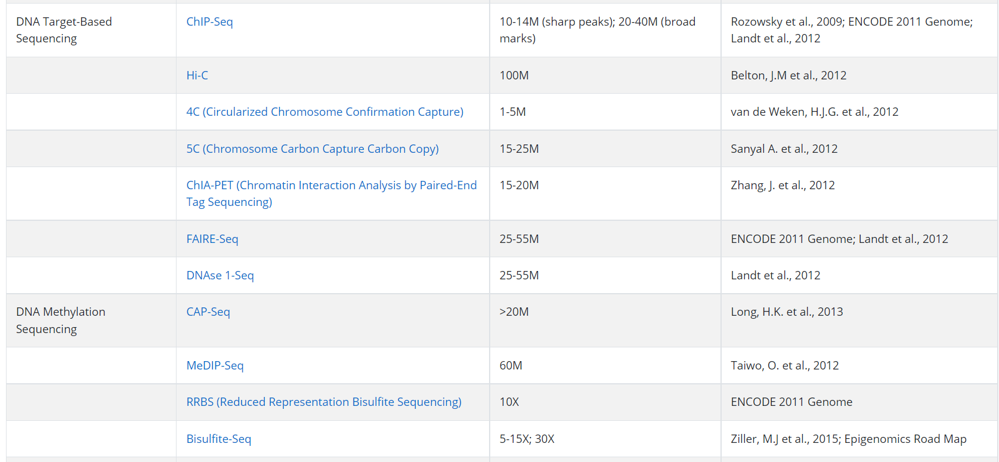 DNA Target-Based
Sequencing
ChIP-Seq
10-14M (sharp peaks); 20-40M (broad
marks)
Rozowsky et al., 2009; ENCODE 2011 Genome;
Landt et al., 2012
Hi-C
100M
Belton, J.M et al., 2012
4C (Circularized Chromosome Confirmation Capture)
1-5M
van de Weken, H.J.G. et al., 2012
5C (Chromosome Carbon Capture Carbon Copy)
15-25M
Sanyal A. et al., 2012
ChIA-PET (Chromatin Interaction Analysis by Paired-End
Tag Sequencing)
15-20M
Zhang, J. et al., 2012
FAIRE-Seq
25-55M
ENCODE 2011 Genome; Landt et al., 2012
DNAse 1-Seq
25-55M
Landt et al., 2012
DNA Methylation
Sequencing
CAP-Seq
>20M
Long, H.K. et al., 2013
MeDIP-Seq
60M
Taiwo, O. et al., 2012
RRBS (Reduced Representation Bisulfite Sequencing)
10X
ENCODE 2011 Genome
Bisulfite-Seq
5-15X; 30X
Ziller, M.J et al., 2015; Epigenomics Road Map